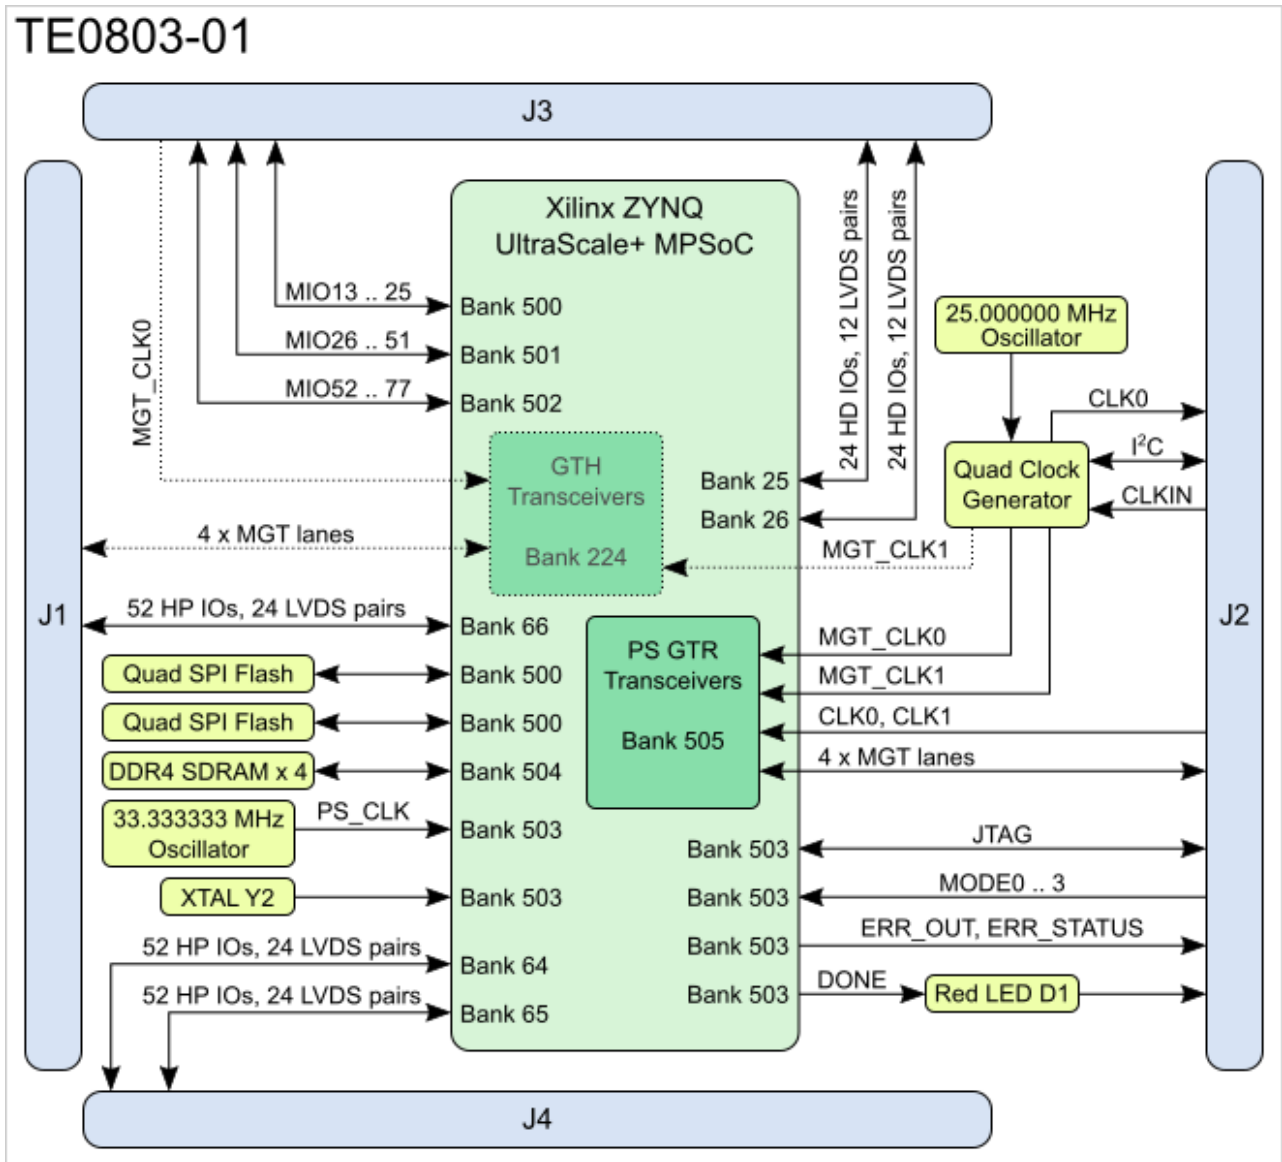 TE0803-01
J3
J1
J2
Xilinx ZYNQ
UltraScale+ MPSoC
MIO13 .. 25
Bank 500
MIO26 .. 51
Bank 501
MIO52 .. 77
Bank 502
MGT_CLK0
24 HD IOs, 12 LVDS pairs
24 HD IOs, 12 LVDS pairs
25.000000 MHz
Oscillator
CLK0
I²C
CLKIN
Quad Clock
Generator
GTH
Transceivers
Bank 224
Bank 25
Bank 26
4 x MGT lanes
MGT_CLK1
52 HP IOs, 24 LVDS pairs
Bank 66
Quad SPI Flash
Bank 500
Quad SPI Flash
Bank 500
DDR4 SDRAM x 4
Bank 504
33.333333 MHz
Oscillator
PS_CLK
Bank 503
XTAL Y2
Bank 503
52 HP IOs, 24 LVDS pairs
Bank 64
52 HP IOs, 24 LVDS pairs
Bank 65
PS GTR
Transceivers
Bank 505
MGT_CLK0
MGT_CLK1
CLK0, CLK1
4 x MGT lanes
Bank 503
JTAG
Bank 503
MODE0 .. 3
Bank 503
ERR_OUT, ERR_STATUS
Bank 503
DONE
Red LED D1
J4